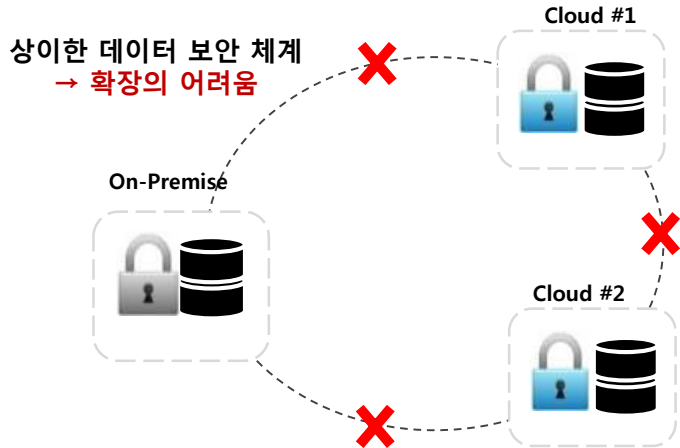 Cloud #1
상이한 데이터 보안 체계
→ 확장의 어려움
On-Premise
Cloud #2